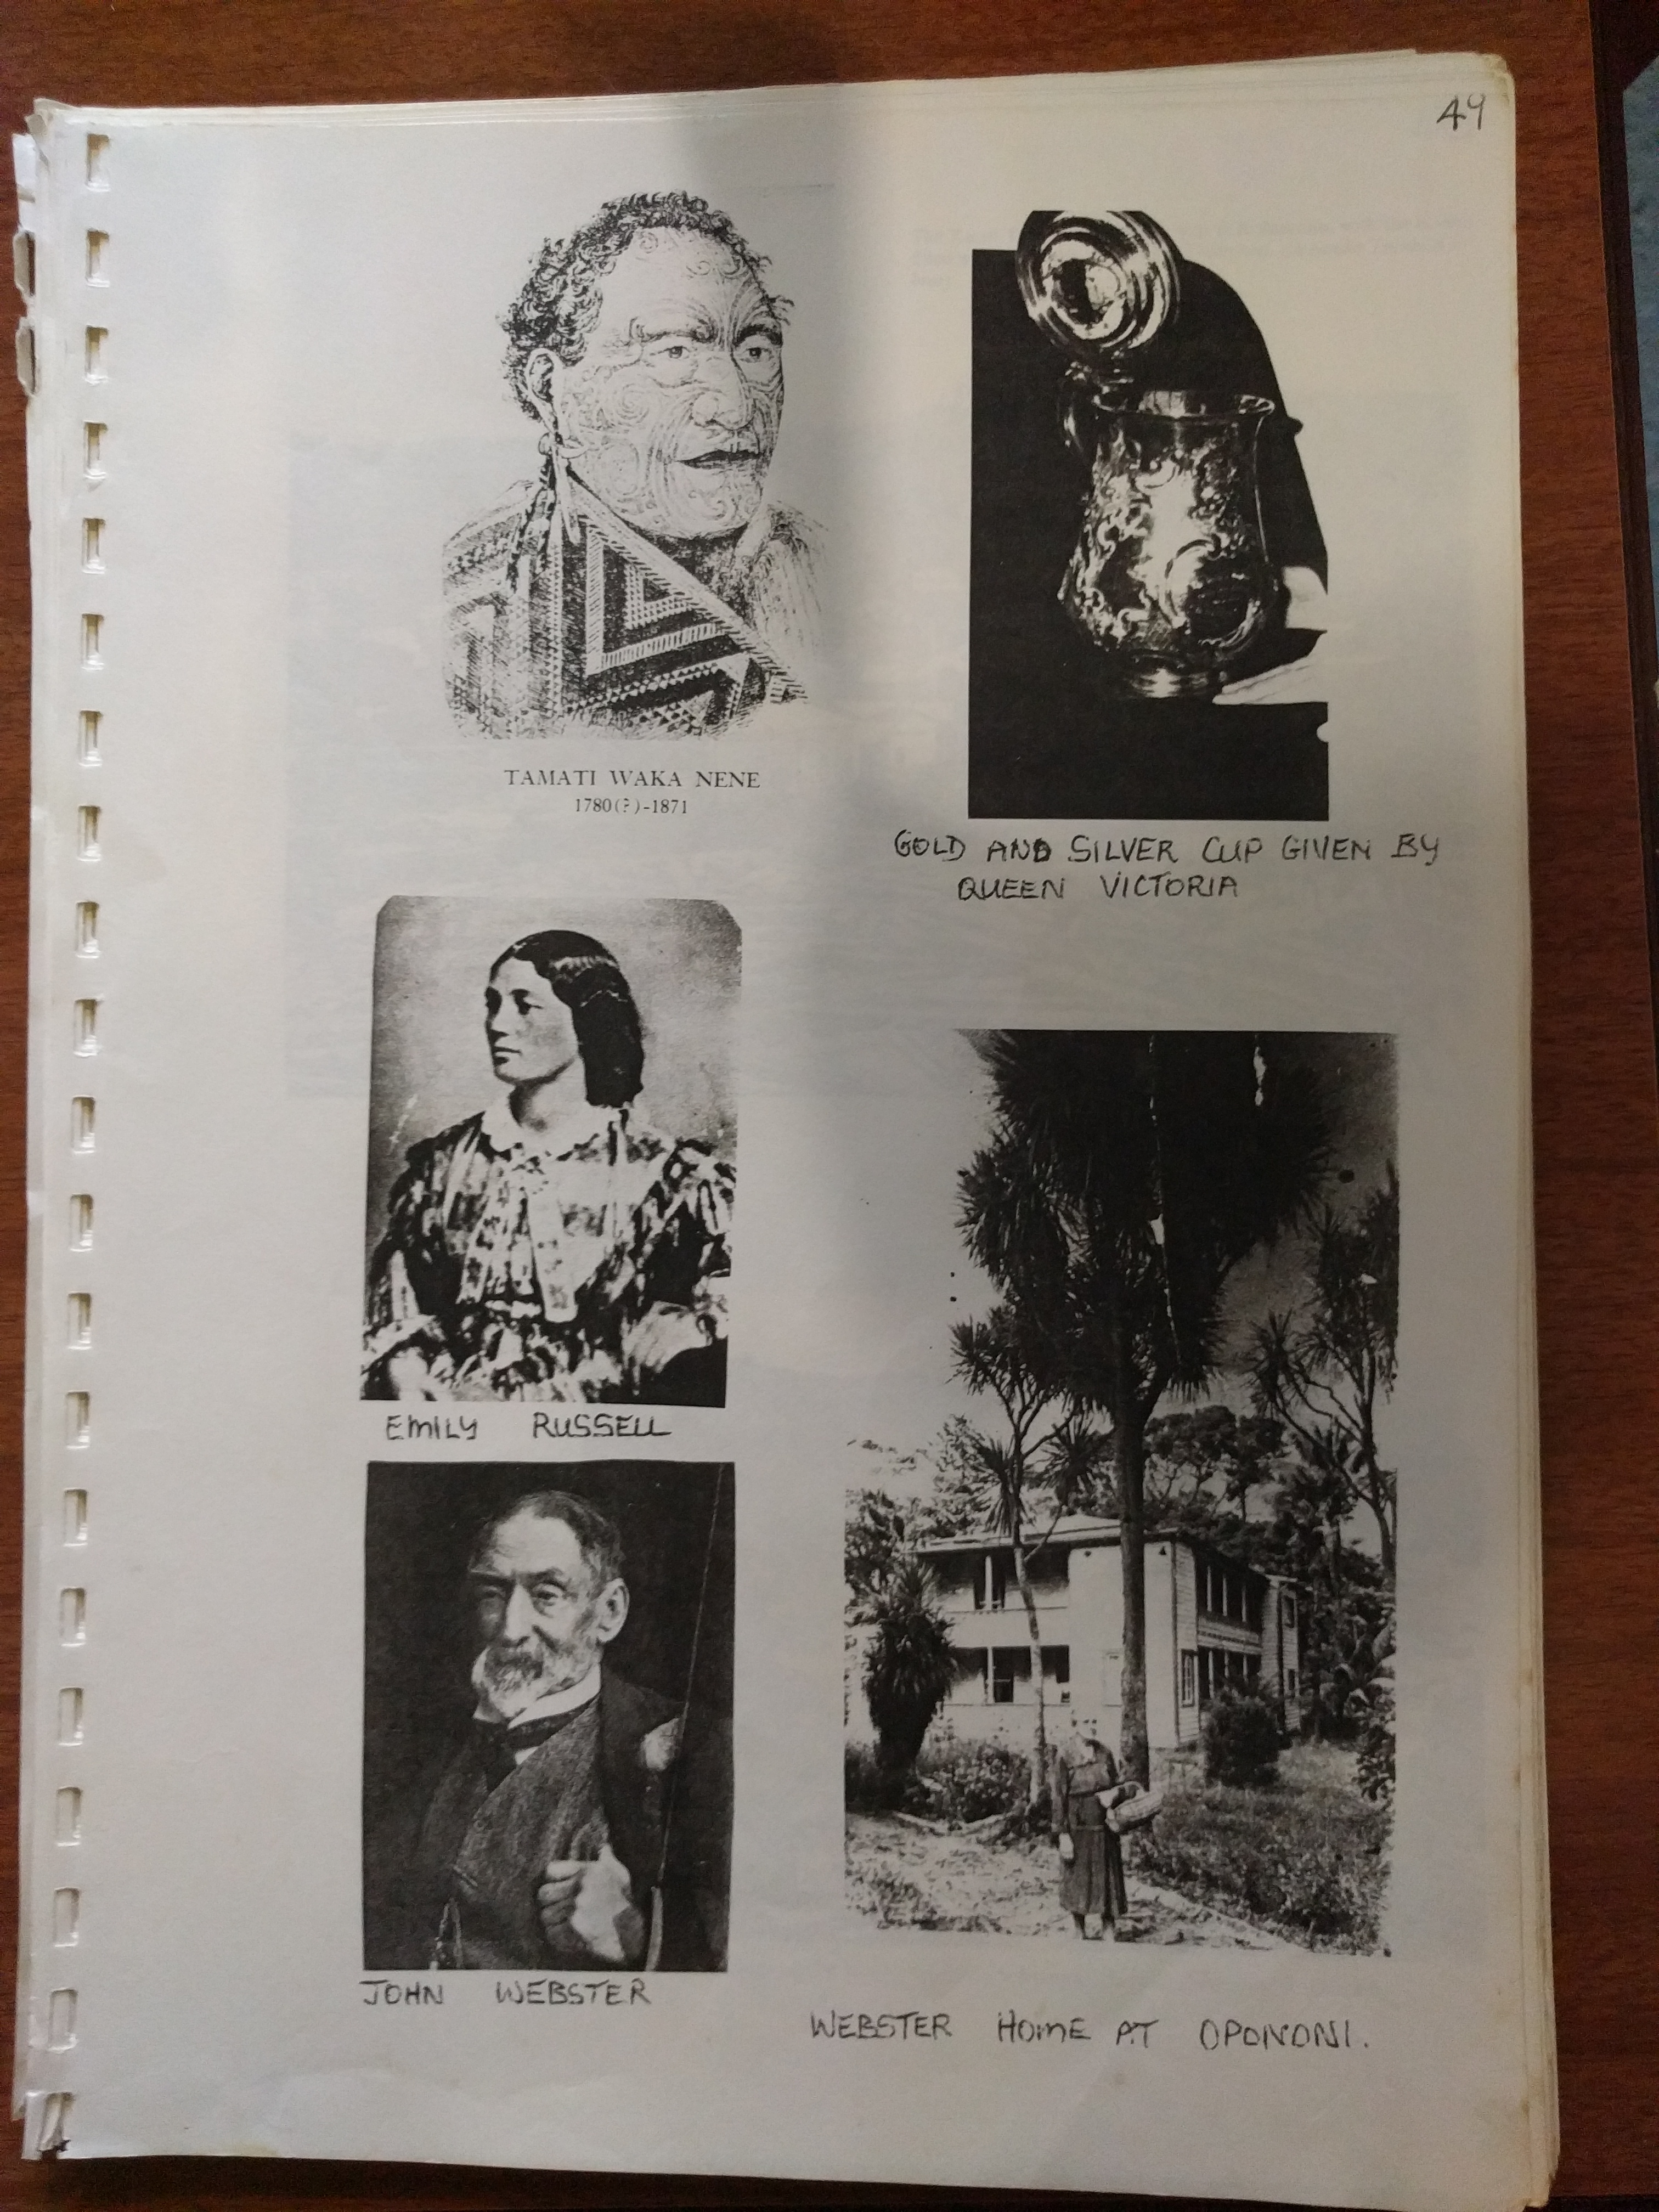 49
TAMATI WAKA NENE
1780(?)-1871
GOLD AND SILVER CUP GIVEN BY
QUEEN VICTORIA
EMILY RUSSELL
JOHN WEBSTER
WEBSTER HOME AT OPONONI.